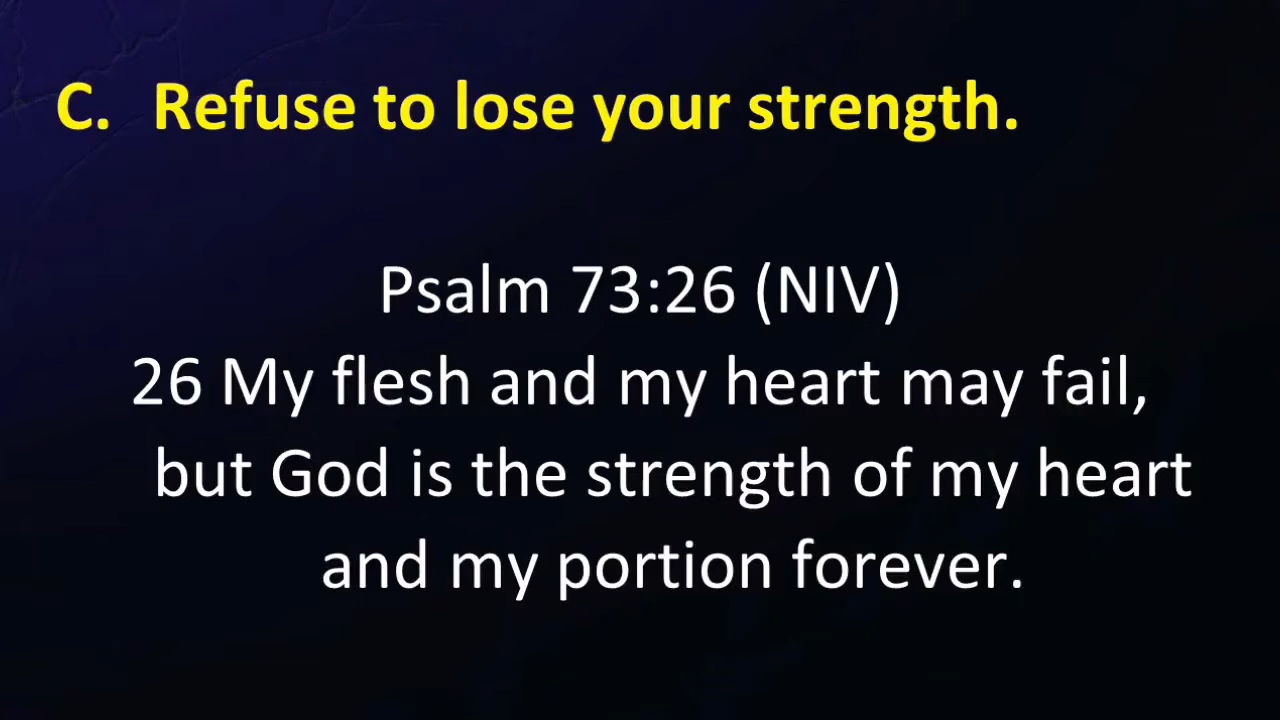 C. Refuse to lose your strength.
Psalm 73:26 (NIV)
26 My flesh and my heart may fail,
but God is the strength of my heart
and my portion forever.